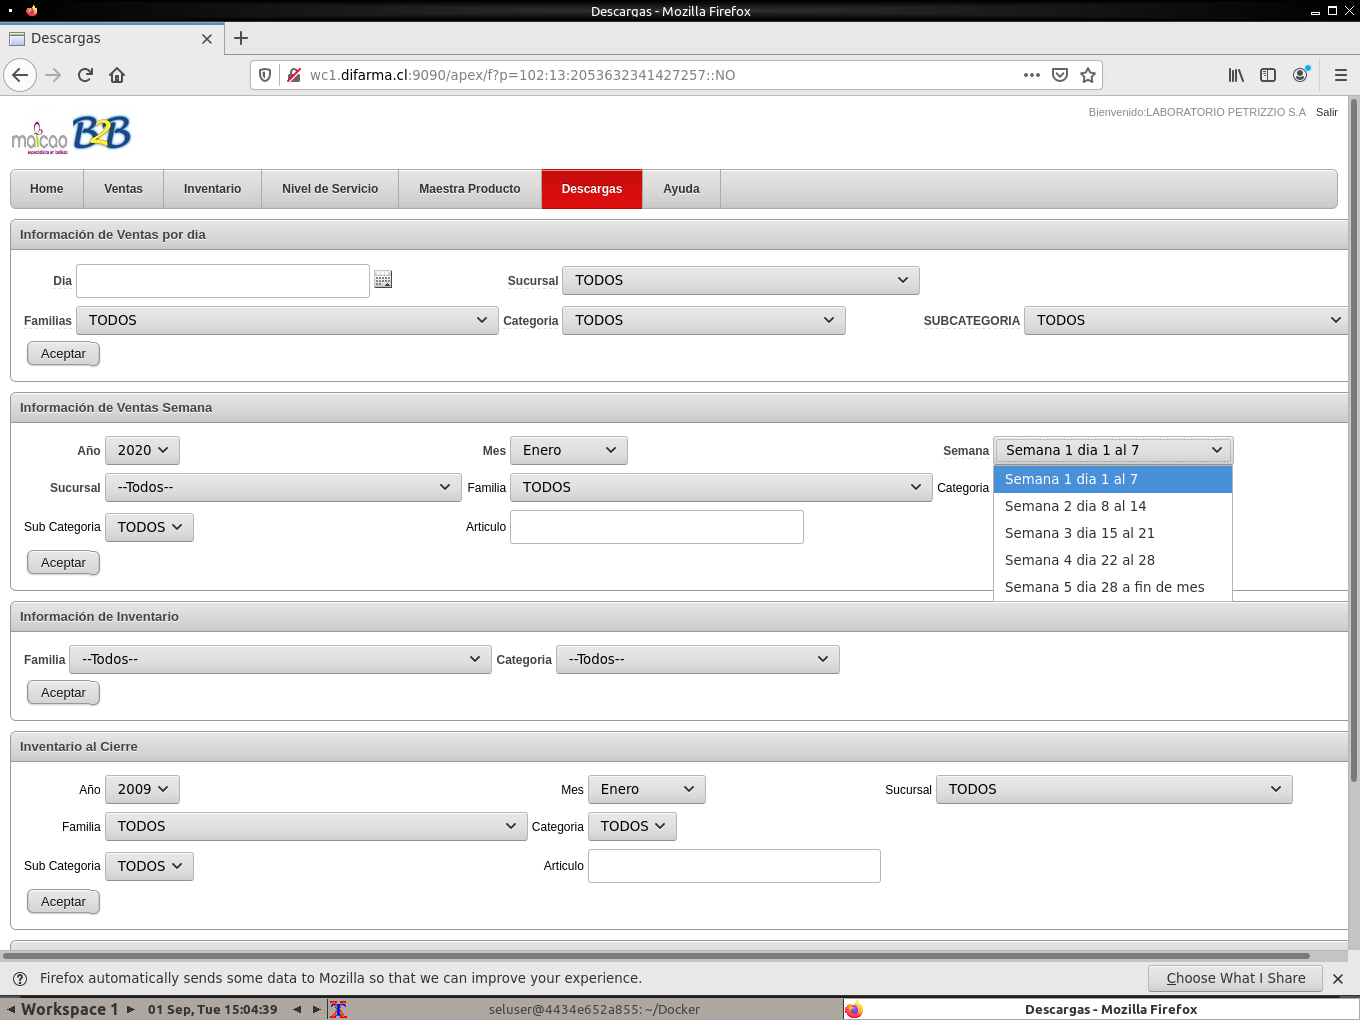 Descargas - Mozilla Firefox
Descargas
wc1.difarma.cl:9090/apex/f?p=102:13:2053632341427257::NO
Bienvenido:LABORATORIO PETRIZZIO S.A Salir
maicao B2B
especialistas en belleza
Home Ventas Inventario Nivel de Servicio Maestra Producto Descargas Ayuda
Información de Ventas por dia
Dia Sucursal TODOS
Familias TODOS Categoria TODOS SUBCATEGORIA TODOS
Aceptar
Información de Ventas Semana
Año 2020 Mes Enero Semana Semana 1 dia 1 al 7
Semana 1 dia 1 al 7
Sucursal --Todos-- Familia TODOS Categoria
Semana 2 dia 8 al 14
Sub Categoria TODOS Articulo
Semana 3 dia 15 al 21
Aceptar
Semana 4 dia 22 al 28
Semana 5 dia 28 a fin de mes
Información de Inventario
Familia --Todos-- Categoria --Todos--
Aceptar
Inventario al Cierre
Año 2009 Mes Enero Sucursal TODOS
Familia TODOS Categoria TODOS
Sub Categoria TODOS Articulo
Aceptar
Firefox automatically sends some data to Mozilla so that we can improve your experience. Choose What I Share
Workspace 1 01 Sep, Tue 15:04:39 seluser@4434e652a855: ~/Docker Descargas - Mozilla Firefox